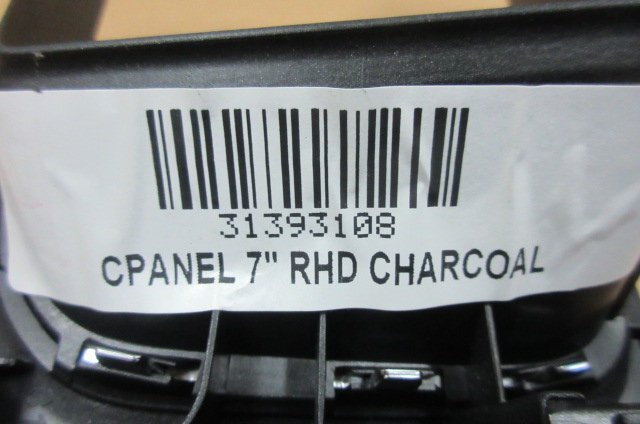 31393108
CPANEL 7" RHD CHARCOAL